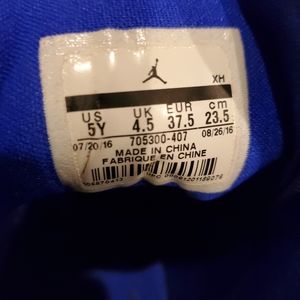 XH
US UK EUR cm
5Y 4.5 37.5 23.5
07/20/16 705300-407 08/26/16
MADE IN CHINA
FABRIQUE EN CHINE